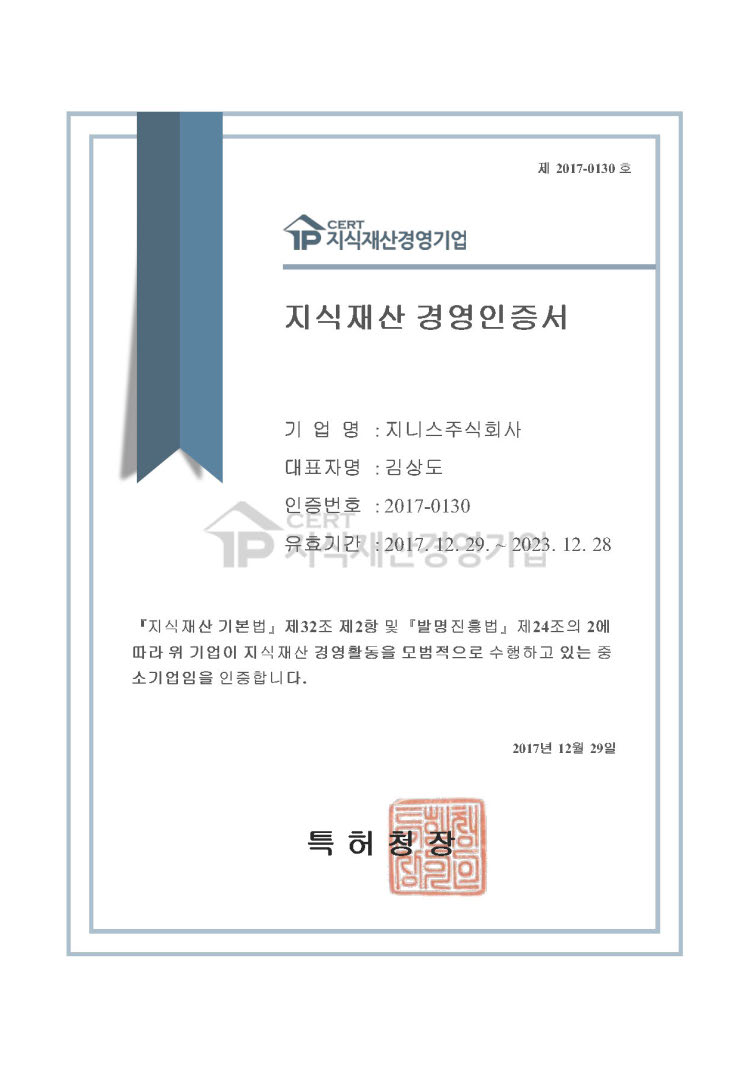 제 2017-0130 호
CERT
IP 지식재산경영기업
지식재산 경영인증서
기 업 명 : 지니스주식회사
대표자명 : 김상도
인증번호 : 2017-0130
CERT
IP 지식재산경영기업
유효기간 : 2017. 12. 29. ~ 2023. 12. 28
『지식재산 기본법』제32조 제2항 및『발명진흥법』제24조의 2에
따라 위 기업이 지식재산 경영활동을 모범적으로 수행하고 있는 중
소기업임을 인증합니다.
2017년 12월 29일
특 허 청 장